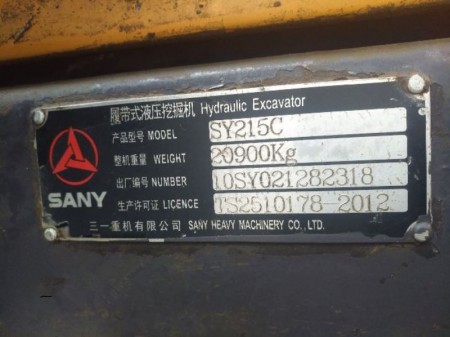 履带式液压挖掘机 Hydraulic Excavator
产品型号 MODEL SY215C
整机重量 WEIGHT 20900Kg
出厂编号 NUMBER 10SY021282318
生产许可证 LICENCE TS2510178-2012
SANY
三一重机有限公司 SANY HEAVY MACHINERY CO., LTD.